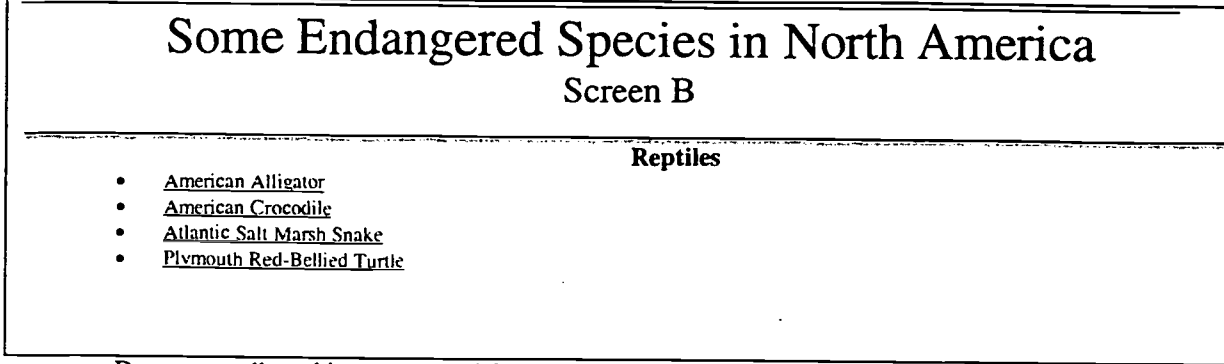 Some Endangered Species in North America
Screen B
Reptiles
• American Alligator
• American Crocodile
• Atlantic Salt Marsh Snake
• Plymouth Red-Bellied Turtle